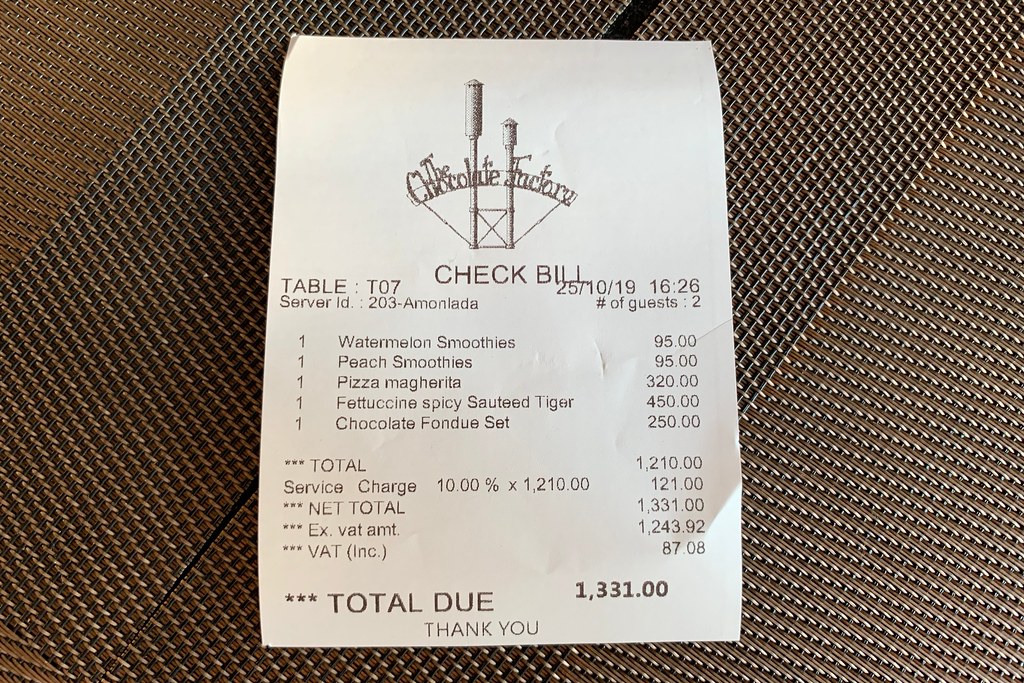 The
Chocolate Factory
CHECK BILL
TABLE : T07 25/10/19 16:26
Server Id. : 203-Amonlada # of guests : 2
1 Watermelon Smoothies 95.00
1 Peach Smoothies 95.00
1 Pizza magherita 320.00
1 Fettuccine spicy Sauteed Tiger 450.00
1 Chocolate Fondue Set 250.00
*** TOTAL 1,210.00
Service Charge 10.00 % x 1,210.00 121.00
*** NET TOTAL 1,331.00
*** Ex. vat amt. 1,243.92
*** VAT (Inc.) 87.08
*** TOTAL DUE 1,331.00
THANK YOU